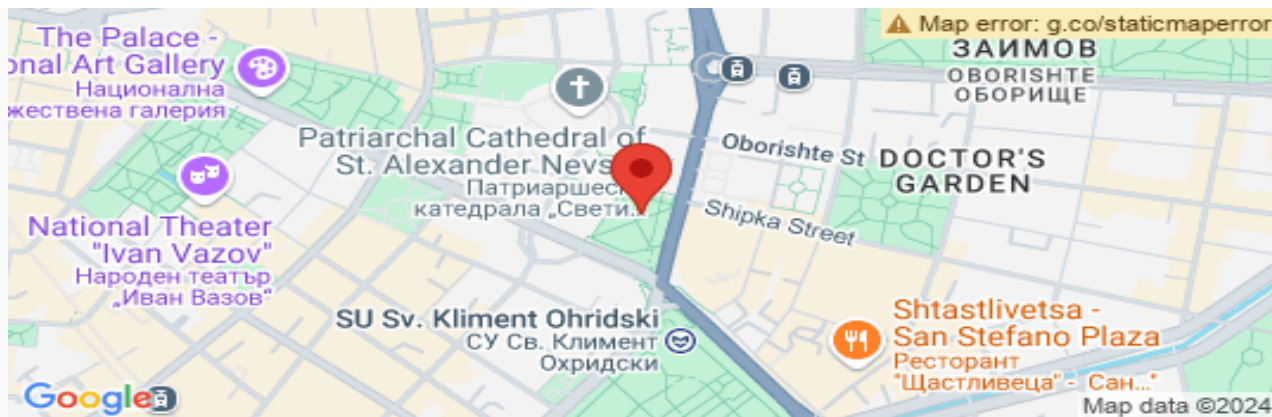 Map error: g.co/staticmaperror
The Palace -
onal Art Gallery
Национална
жествена галерия
ЗАИМОВ
OBORISHTE
ОБОРИЩЕ
Patriarchal Cathedral of
St. Alexander Nevs
Патриаршес
катедрала „Свети...
Oborishte St
DOCTOR'S
GARDEN
Shipka Street
National Theater
"Ivan Vazov"
Народен театър
„Иван Вазов"
SU Sv. Kliment Ohridski
СУ Св. Климент
Охридски
Shtastlivetsa -
San Stefano Plaza
Ресторант
"Щастливеца" - Сан..."
Google
Map data ©2024